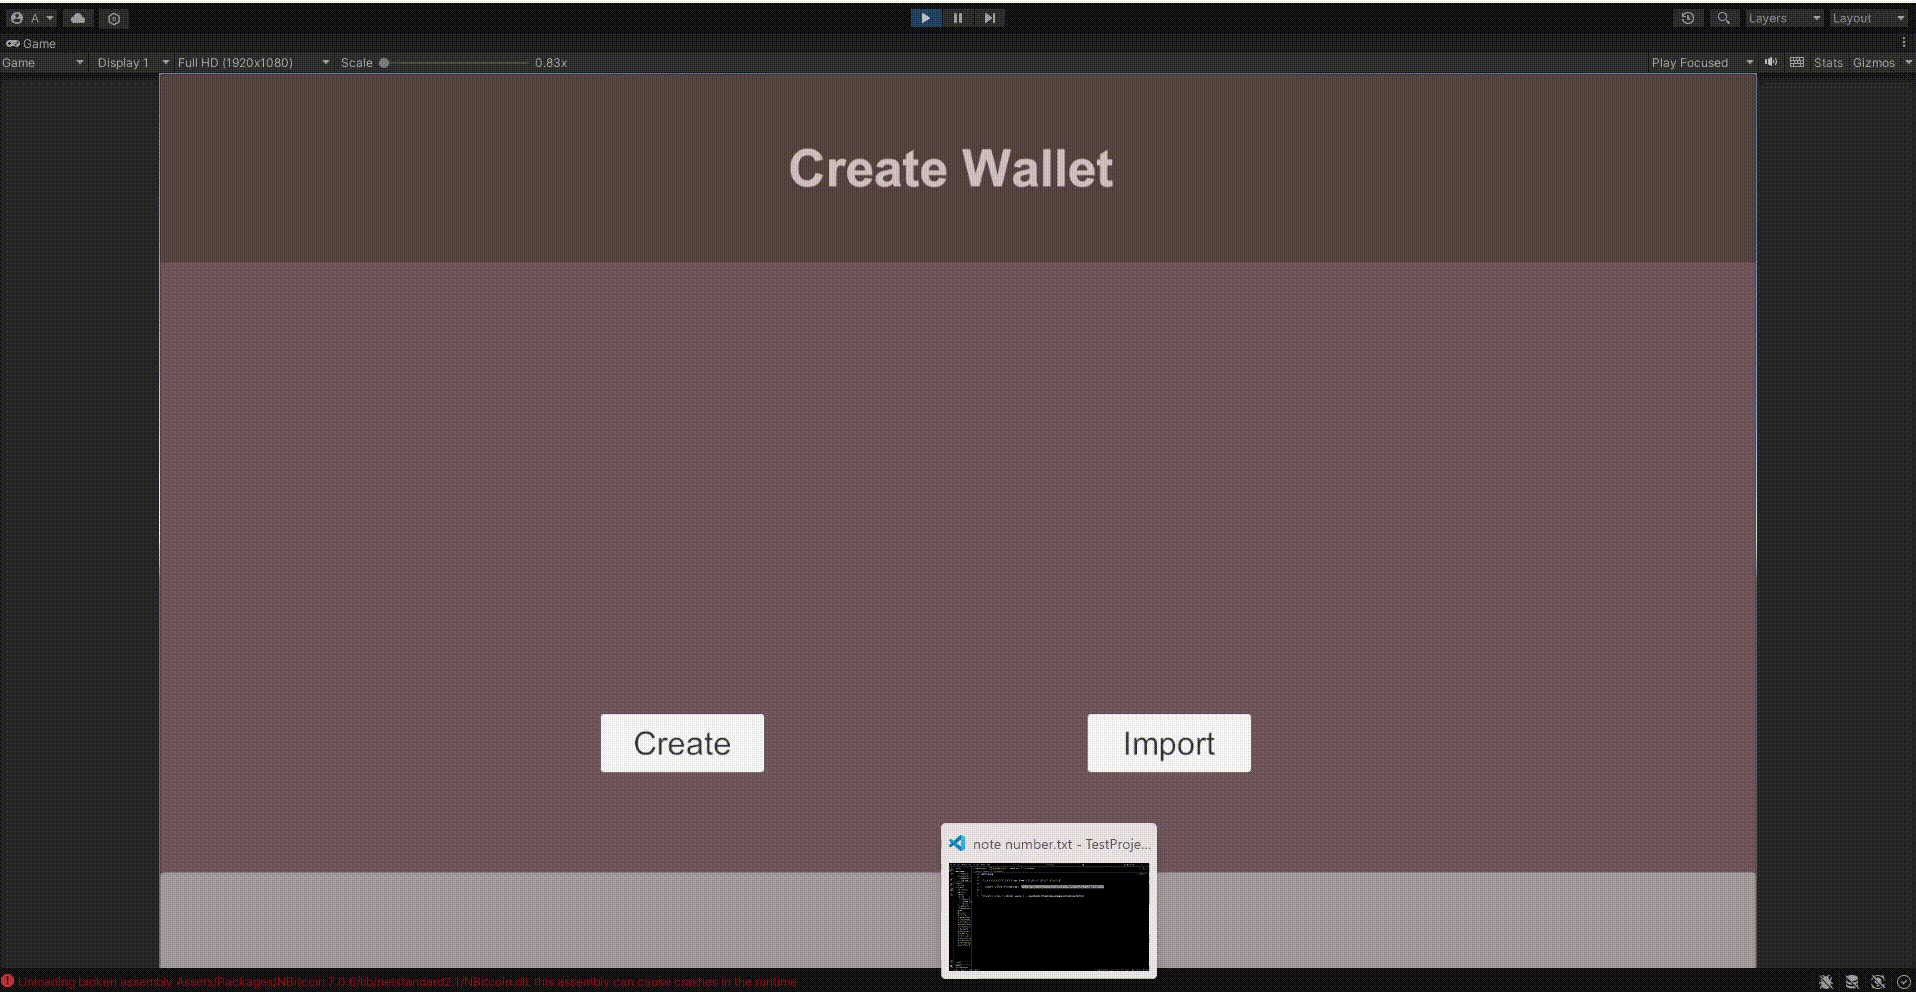 A
Layers
Layout
Game
Game
Display 1
Full HD (1920x1080)
Scale
0.83x
Play Focused
Stats
Gizmos
Create Wallet
Create
Import
note number.txt - TestProje...
Unloading broken assembly Assets/Packages/NBitcoin.7.0.6/lib/netstandard2.1/NBitcoin.dll, this assembly can cause crashes in the runtime